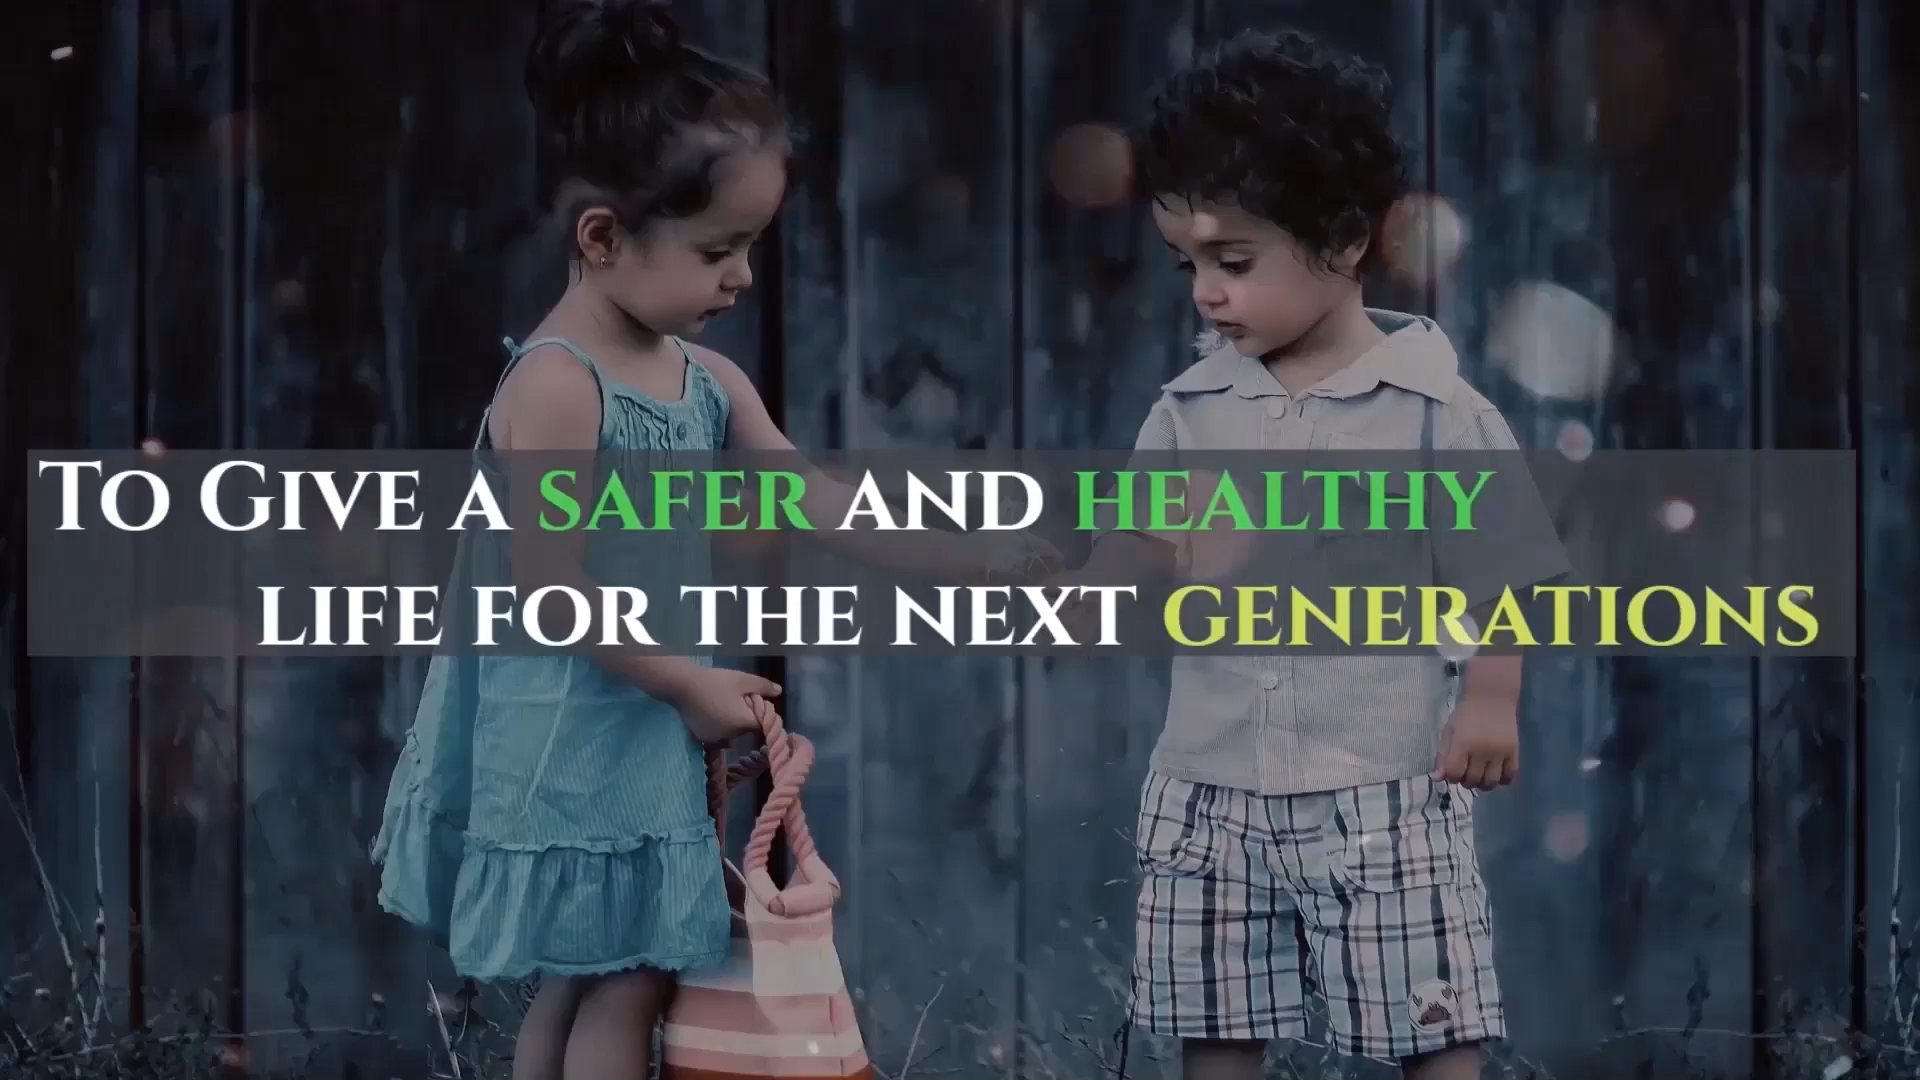 To Give a safer and healthy
life for the next generations